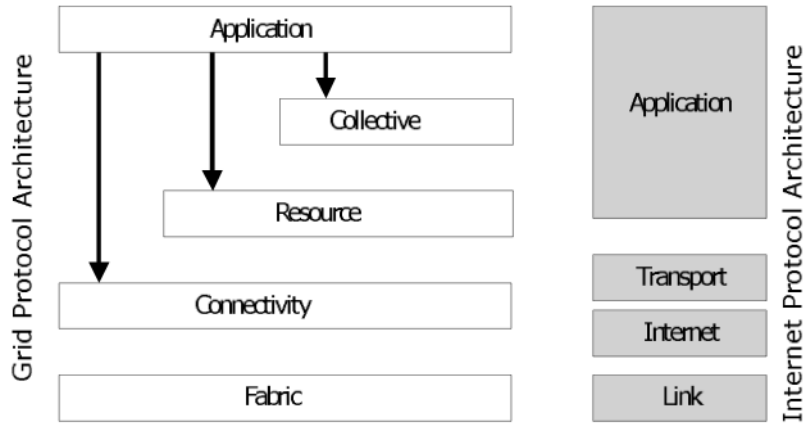 Grid Protocol Architecture
Application
Collective
Resource
Connectivity
Fabric
Application
Transport
Internet
Link
Internet Protocol Architecture